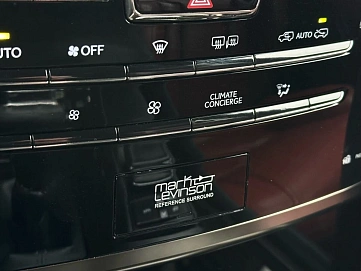 AUTO
OFF
AUTO
CLIMATE
CONCIERGE
mark
Levinson
REFERENCE SURROUND